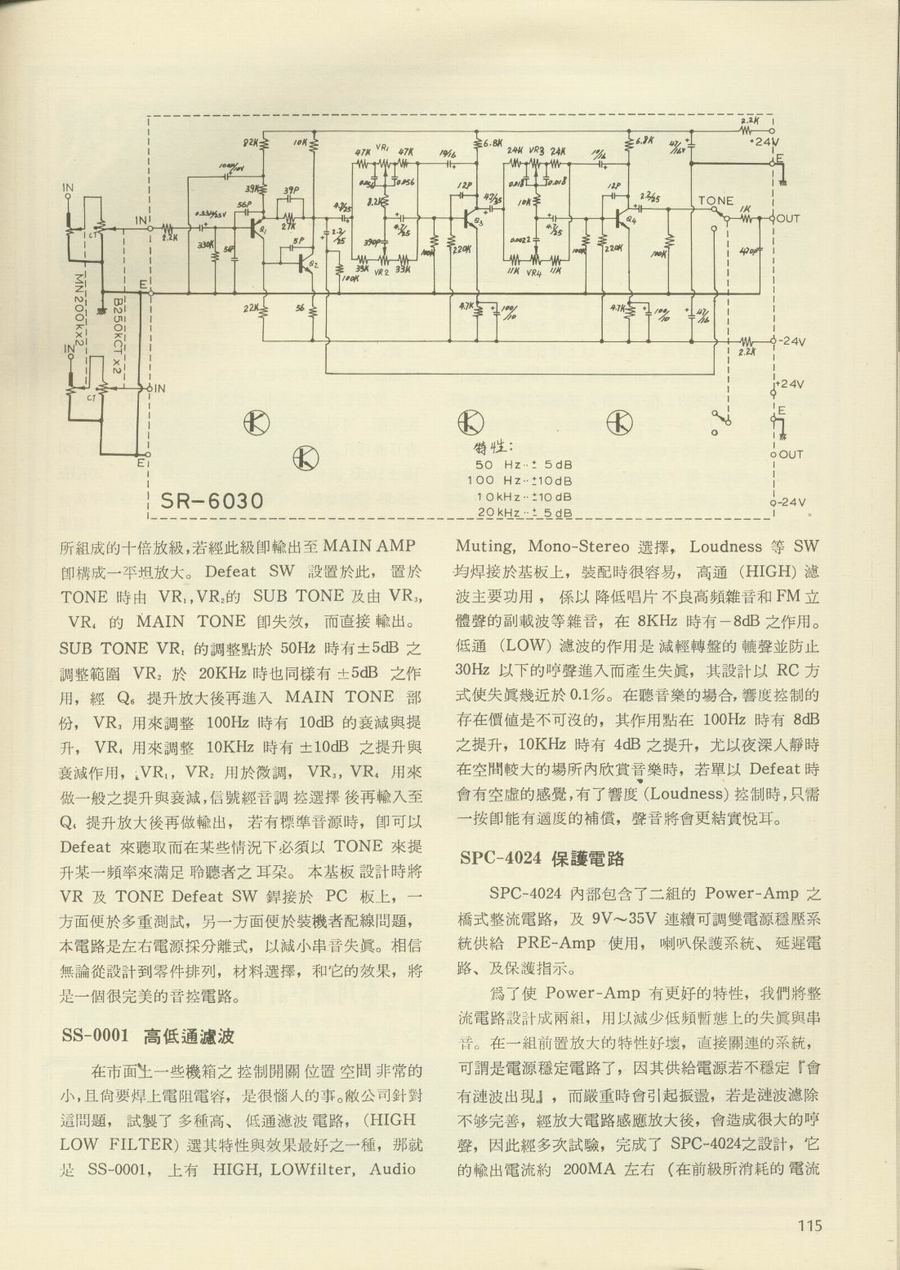 2.2K
+24V
82K
10K
47K
VR₁
47K
6.8K
24K
VR3
24K
6.8K
IN
39K
39P
0.056
8.2K
12P
0.018
0.018
10K
12P
TONE
1K
OUT
IN
2.2K
56P
27K
Q₁
330K
5P
Q2
100K
390P
VR2
33K
Q3
220K
0.0022
11K
VR4
11K
Q4
220K
CT
E
MN200K×2
B250KCT×2
22K
56
4.7K
4.7K
-24V
2.2K
IN
CT
IN
+24V
E
OUT
-24V
E
特性:
50 Hz‥± 5dB
100 Hz‥±10dB
10kHz‥±10dB
20kHz‥± 5dB
SR-6030
所組成的十倍放級,若經此級卽輸出至 MAIN AMP
卽構成一平坦放大。 Defeat SW 設置於此, 置於
TONE 時由 VR₁,VR₂的 SUB TONE 及由 VR₃,
VR₄ 的 MAIN TONE 卽失效, 而直接 輸出。
SUB TONE VR₁ 的調整點於 50Hz 時有±5dB 之
調整範圍 VR₂ 於 20KHz 時也同樣有 ±5dB 之作
用, 經 Q₆ 提升放大後再進入 MAIN TONE 部
份, VR₃ 用來調整 100Hz 時有 10dB 的衰減與提
升, VR₄ 用來調整 10KHz 時有 ±10dB 之提升與
衰減作用, VR₁, VR₂ 用於微調, VR₃, VR₄ 用來
做一般之提升與衰減,信號經音調 控選擇 後再輸入至
提升放大後再做輸出, 若有標準音源時, 卽可以
Defeat 來聽取而在某些情況下必須以 TONE 來提
升某一頻率來滿足 聆聽者之 耳朶。 本基板 設計時將
VR 及 TONE Defeat SW 銲接於 PC 板上, 一
方面便於多重測試, 另一方面便於裝機者配線問題,
本電路是左右電源採分離式, 以減小串音失眞。相信
無論從設計到零件排列, 材料選擇, 和它的效果, 將
是一個很完美的音控電路。
SS-0001 高低通濾波
在市面上一些機箱之 控制開關 位置 空間 非常的
小,且尙要焊上電阻電容, 是很惱人的事。敝公司針對
這問題, 試製了 多種高、 低通濾波 電路, (HIGH
LOW FILTER) 選其特性與效果最好之一種, 那就
是 SS-0001, 上有 HIGH, LOWfilter, Audio
Muting, Mono-Stereo 選擇, Loudness 等 SW
均焊接於基板上, 裝配時很容易, 高通 (HIGH) 濾
波主要功用, 係以 降低唱片 不良高頻雜音和 FM 立
體聲的副載波等雜音, 在 8KHz 時有-8dB 之作用。
低通 (LOW) 濾波的作用是 減輕轉盤的 轆聲並防止
30Hz 以下的哼聲進入而產生失眞, 其設計以 RC 方
式使失眞幾近於 0.1%。在聽音樂的場合, 響度控制的
存在價値是不可沒的, 其作用點在 100Hz 時有 8dB
之提升, 10KHz 時有 4dB 之提升, 尤以夜深人靜時
在空間較大的場所內欣賞音樂時, 若單以 Defeat 時
會有空虛的感覺,有了響度 (Loudness) 控制時,只需
一按卽能有適度的補償, 聲音將會更結實悅耳。
SPC-4024 保護電路
SPC-4024 內部包含了二組的 Power-Amp 之
橋式整流電路, 及 9V～35V 連續可調雙電源穩壓系
統供給 PRE-Amp 使用, 喇叭保護系統、 延遲電
路、及保護指示。
爲了使 Power-Amp 有更好的特性, 我們將整
流電路設計成兩組, 用以減少低頻暫態上的失眞與串
音。在一組前置放大的特性好壞, 直接關連的系統,
可謂是電源穩定電路了, 因其供給電源若不穩定『會
有漣波出現』, 而嚴重時會引起振盪, 若是漣波濾除
不够完善, 經放大電路感應放大後, 會造成很大的哼
聲, 因此經多次試驗, 完成了 SPC-4024之設計, 它
的輸出電流約 200MA 左右 (在前級所消耗的 電流
115